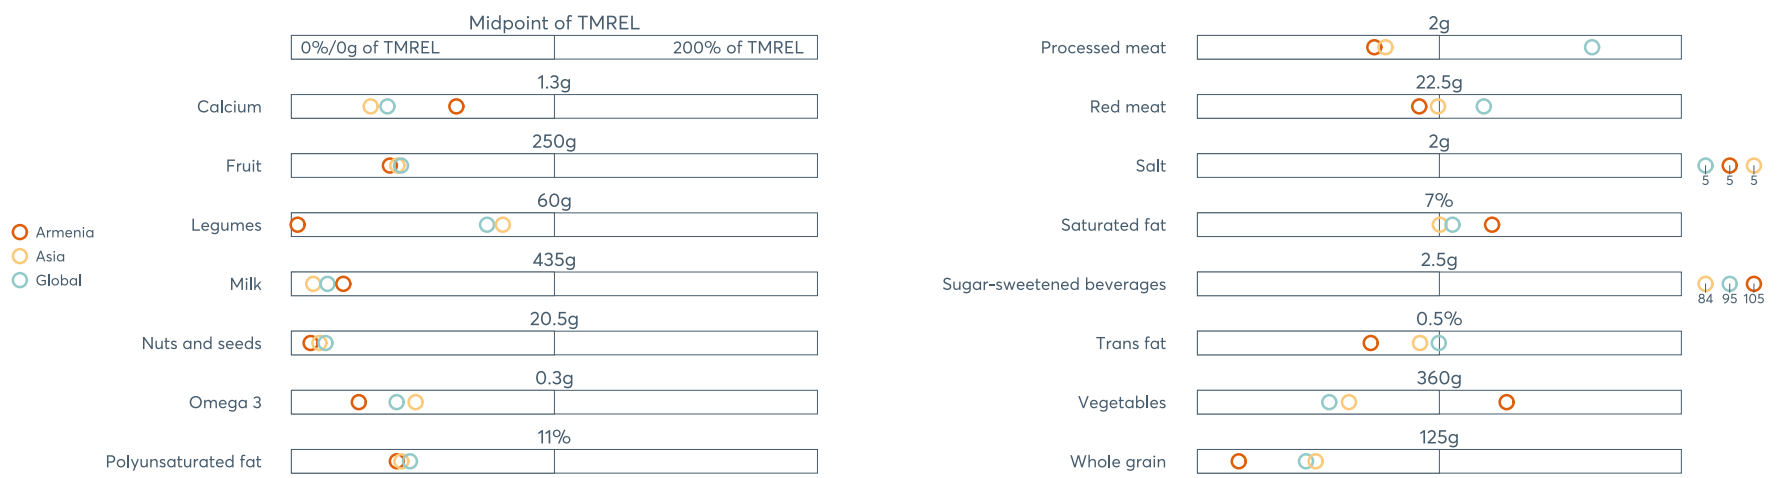 Midpoint of TMREL
0%/0g of TMREL 200% of TMREL
1.3g
Calcium
250g
Fruit
60g
Legumes
435g
Milk
20.5g
Nuts and seeds
0.3g
Omega 3
11%
Polyunsaturated fat
Armenia
Asia
Global
2g
Processed meat
22.5g
Red meat
2g
Salt
5 5 5
7%
Saturated fat
2.5g
Sugar-sweetened beverages
84 95 105
0.5%
Trans fat
360g
Vegetables
125g
Whole grain